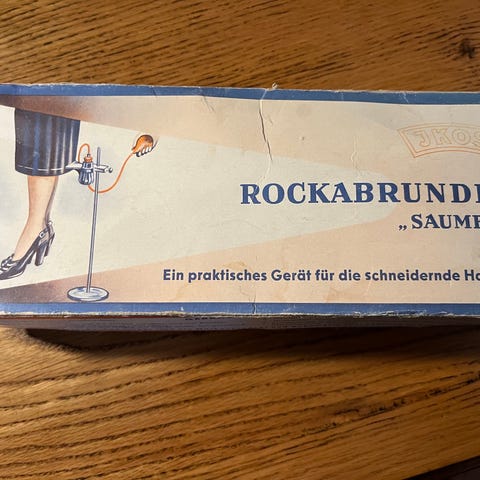 JKOS
ROCKABRUNDE
„SAUME
Ein praktisches Gerät für die schneidernde Ha